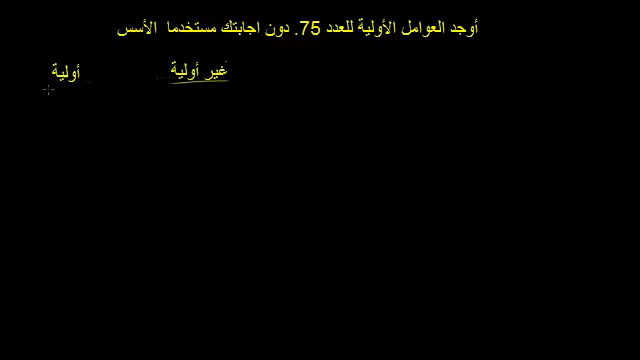 أوجد العوامل الأولية للعدد 75. دون اجابتك مستخدما الأسس
غير أولية أولية